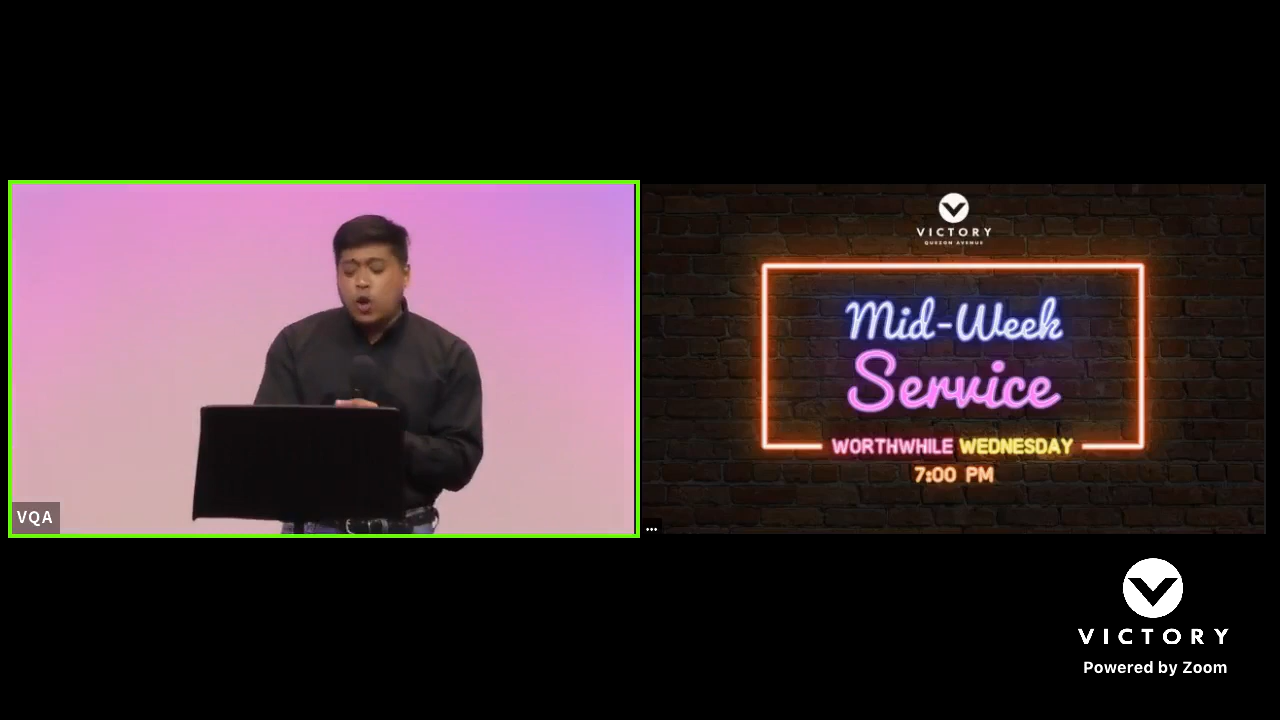 VQA
VICTORY
QUEZON AVENUE
Mid-Week
Service
WORTHWHILE WEDNESDAY
7:00 PM
...
VICTORY
Powered by Zoom